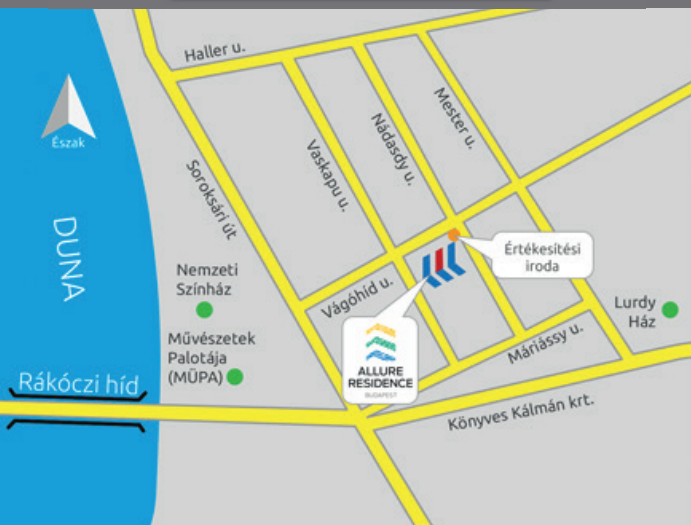 Haller u.
Észak
Mester u.
Nádasdy u.
Vaskapu u.
Soroksári út
DUNA
Értékesítési
iroda
Nemzeti
Színház
Vágóhíd u.
Lurdy
Ház
Művészetek
Palotája
(MÜPA)
Máriássy u.
ALLURE
RESIDENCE
BUDAPEST
Rákóczi híd
Könyves Kálmán krt.